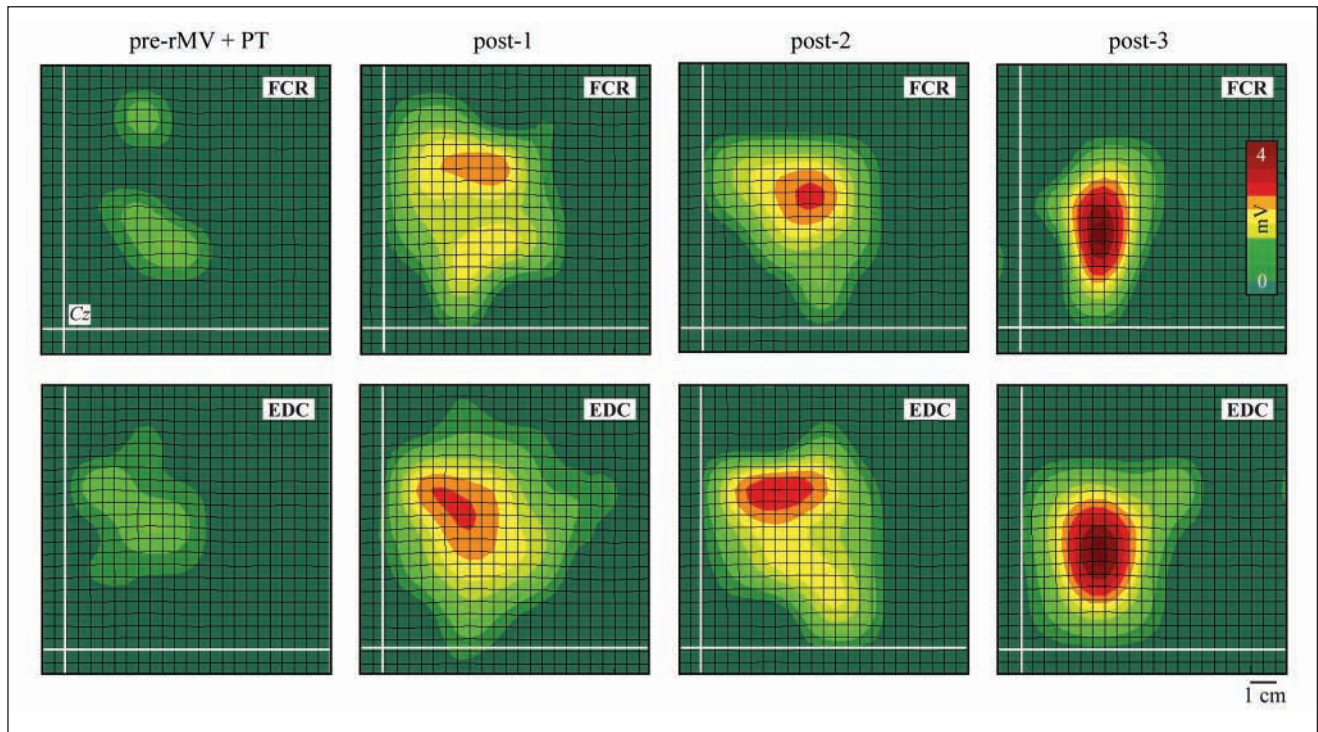 pre-rMV + PT
post-1
post-2
post-3
FCR
FCR
FCR
FCR
4
mV
0
Cz
EDC
EDC
EDC
EDC
1 cm